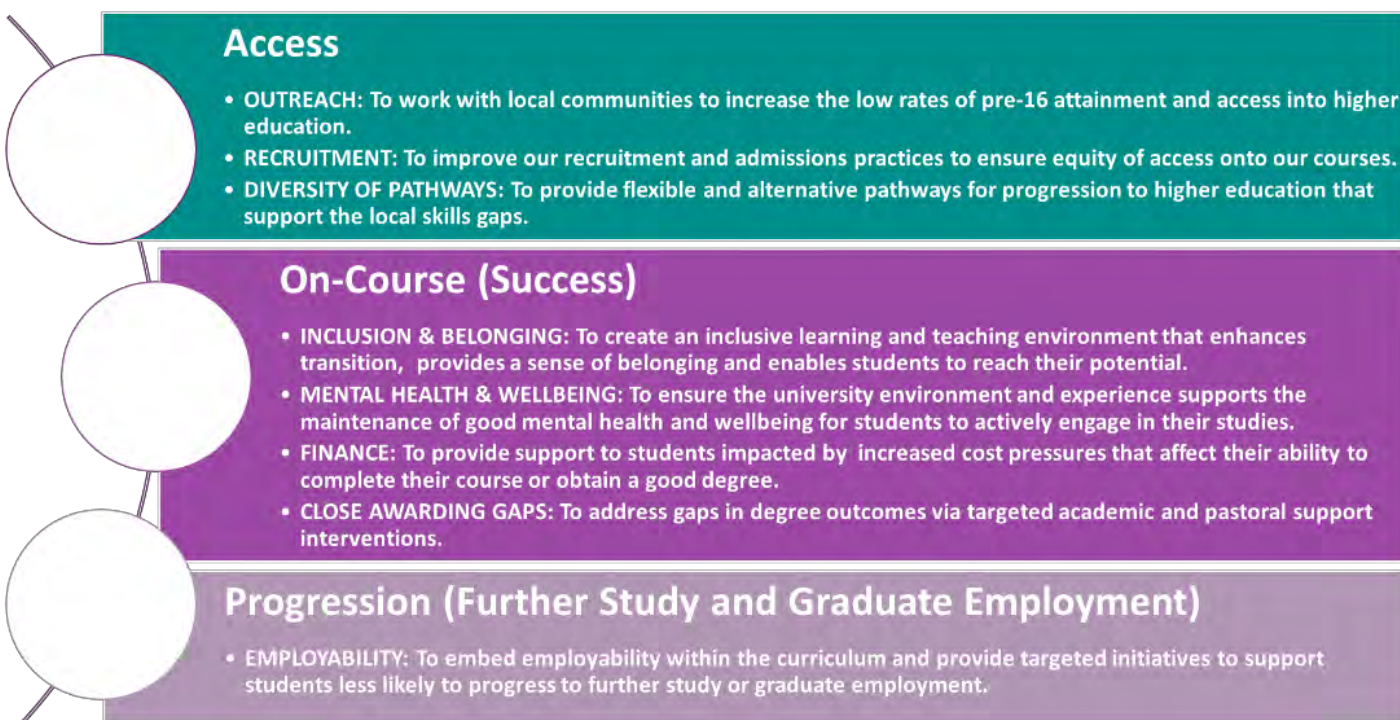 Access
• OUTREACH: To work with local communities to increase the low rates of pre-16 attainment and access into higher
education.
• RECRUITMENT: To improve our recruitment and admissions practices to ensure equity of access onto our courses.
• DIVERSITY OF PATHWAYS: To provide flexible and alternative pathways for progression to higher education that
support the local skills gaps.
On-Course (Success)
• INCLUSION & BELONGING: To create an inclusive learning and teaching environment that enhances
transition, provides a sense of belonging and enables students to reach their potential.
• MENTAL HEALTH & WELLBEING: To ensure the university environment and experience supports the
maintenance of good mental health and wellbeing for students to actively engage in their studies.
• FINANCE: To provide support to students impacted by increased cost pressures that affect their ability to
complete their course or obtain a good degree.
• CLOSE AWARDING GAPS: To address gaps in degree outcomes via targeted academic and pastoral support
interventions.
Progression (Further Study and Graduate Employment)
• EMPLOYABILITY: To embed employability within the curriculum and provide targeted initiatives to support
students less likely to progress to further study or graduate employment.